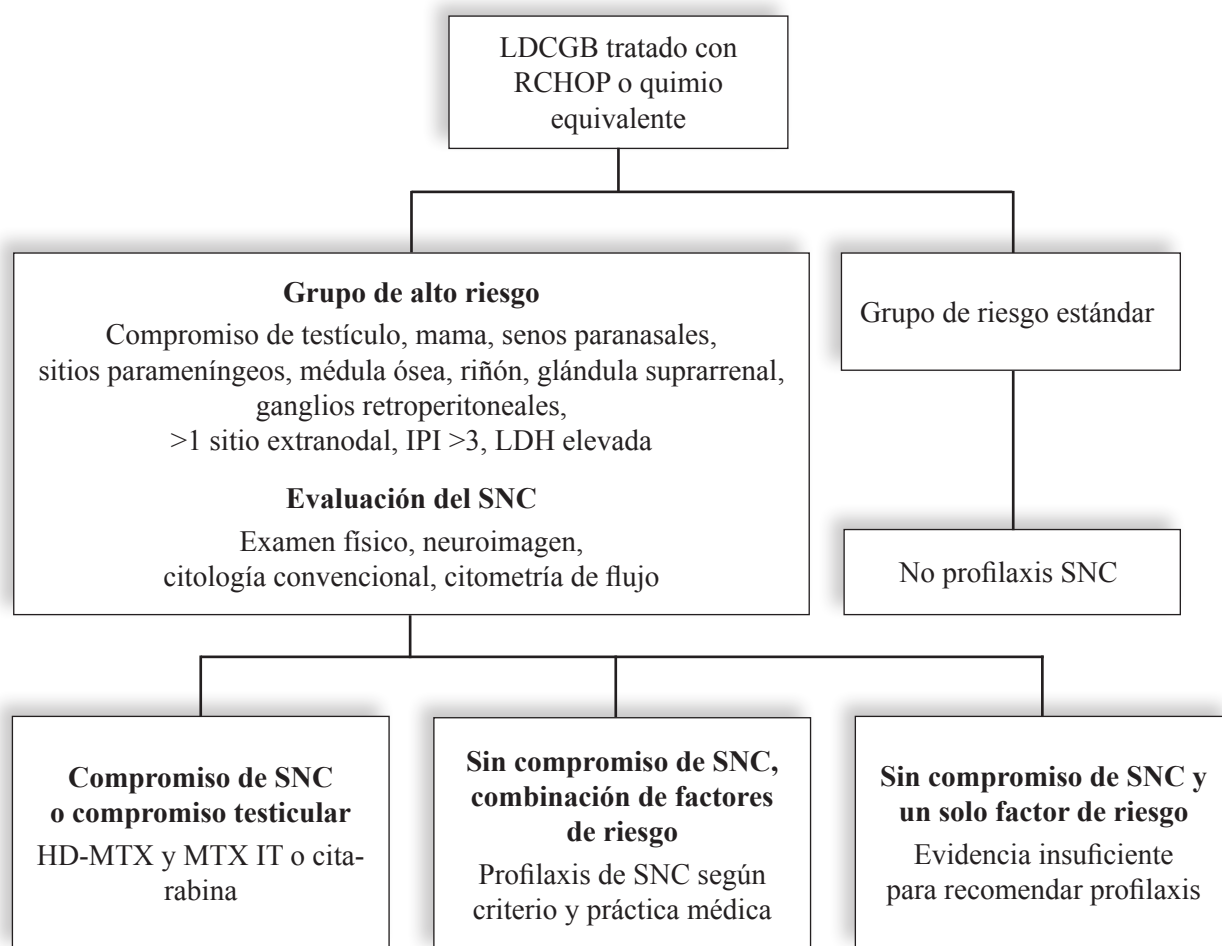 LDCGB tratado con
RCHOP o quimio
equivalente
Grupo de alto riesgo
Compromiso de testículo, mama, senos paranasales,
sitios parameníngeos, médula ósea, riñón, glándula suprarrenal,
ganglios retroperitoneales,
>1 sitio extranodal, IPI >3, LDH elevada
Evaluación del SNC
Examen físico, neuroimagen,
citología convencional, citometría de flujo
Grupo de riesgo estándar
No profilaxis SNC
Compromiso de SNC
o compromiso testicular
HD-MTX y MTX IT o cita-
rabina
Sin compromiso de SNC,
combinación de factores
de riesgo
Profilaxis de SNC según
criterio y práctica médica
Sin compromiso de SNC y
un solo factor de riesgo
Evidencia insuficiente
para recomendar profilaxis